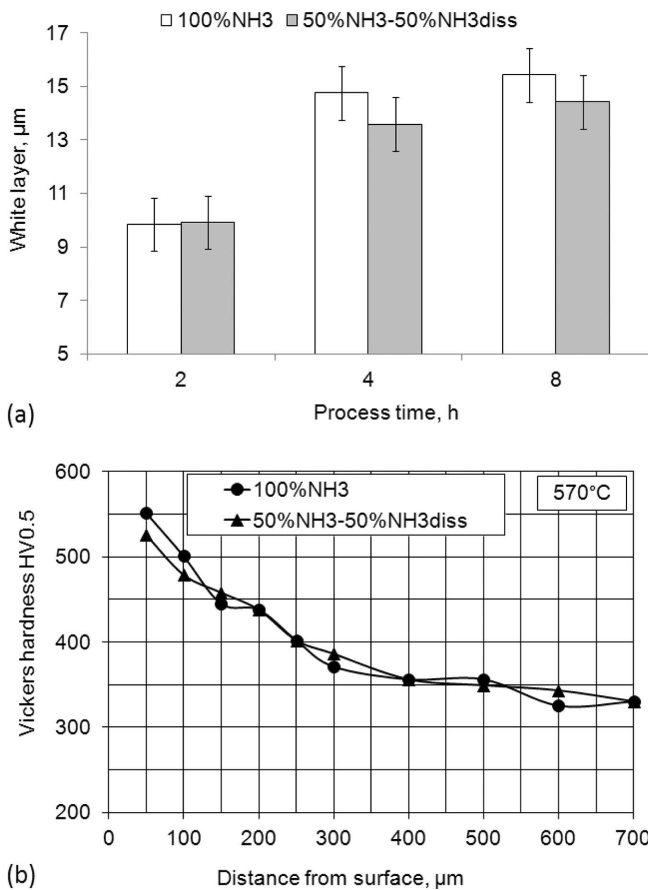 100%NH3 50%NH3-50%NH3diss
17
15
13
11
9
7
5
White layer, µm
2 4 8
Process time, h
(a)
600
500
400
300
200
Vickers hardness HV0.5
100%NH3
50%NH3-50%NH3diss
570°C
0 100 200 300 400 500 600 700
Distance from surface, µm
(b)